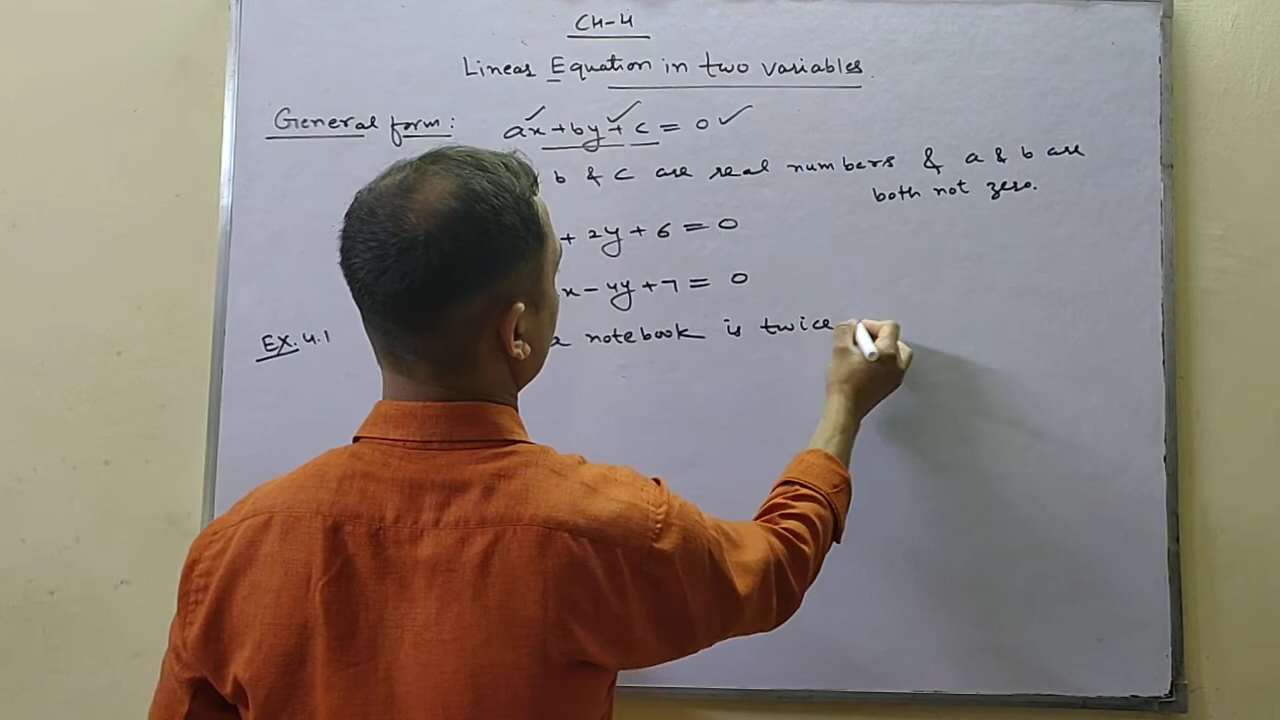 CH-4
Linear Equation in two variables.
General form: ax + by + c = 0
b & c are real numbers & a & b are
both not zero.
+ 2y + 6 = 0
x - 4y + 7 = 0
EX. 4.1 a notebook is twice